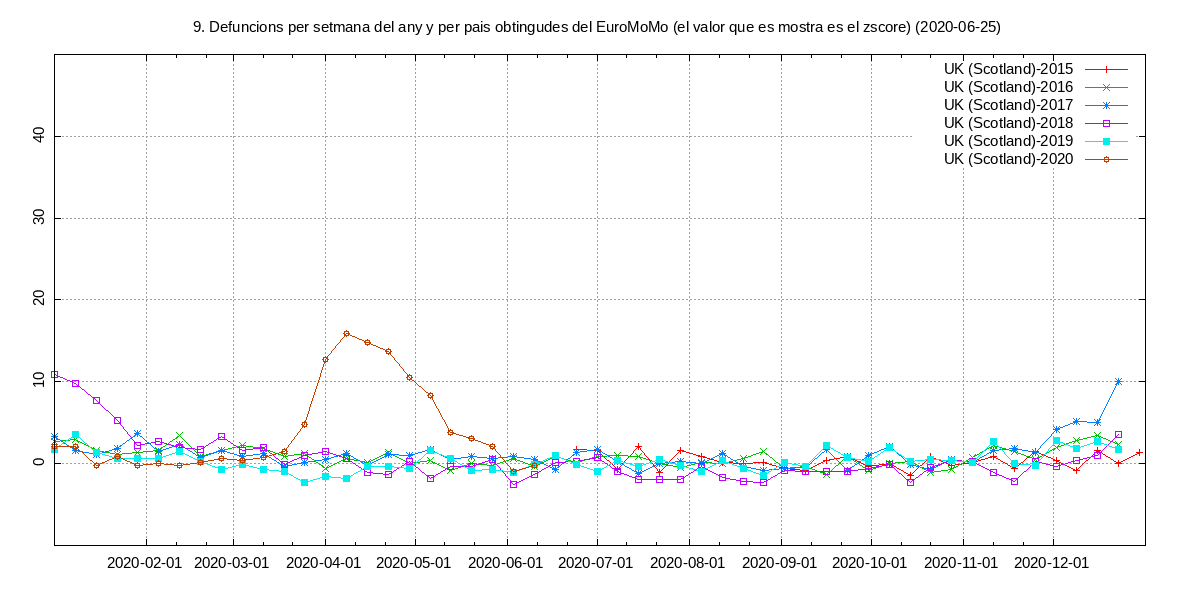 9. Defuncions per setmana del any y per pais obtingudes del EuroMoMo (el valor que es mostra es el zscore) (2020-06-25)
UK (Scotland)-2015
UK (Scotland)-2016
UK (Scotland)-2017
UK (Scotland)-2018
UK (Scotland)-2019
UK (Scotland)-2020
40
30
20
10
0
2020-02-01 2020-03-01 2020-04-01 2020-05-01 2020-06-01 2020-07-01 2020-08-01 2020-09-01 2020-10-01 2020-11-01 2020-12-01